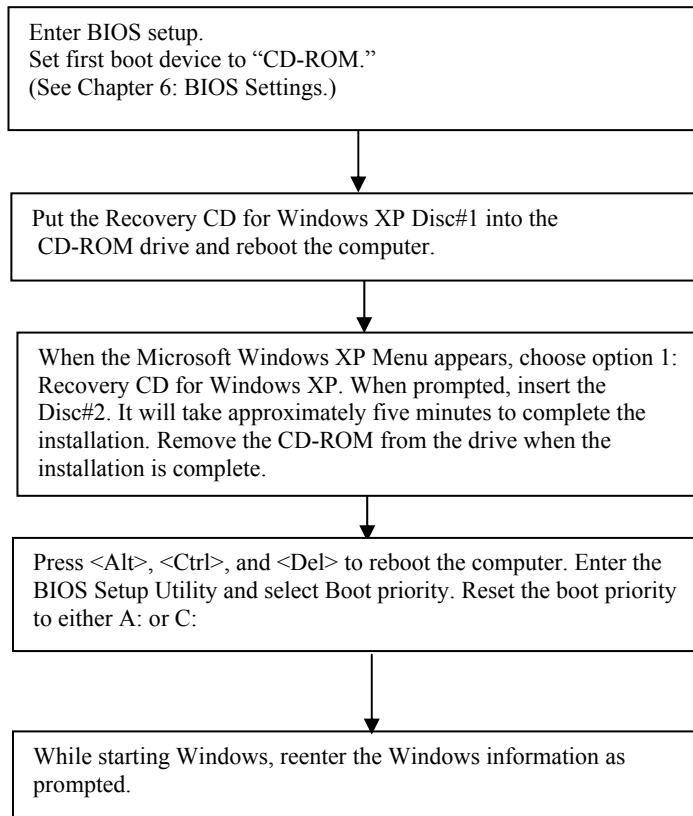 Enter BIOS setup.
Set first boot device to “CD-ROM.”
(See Chapter 6: BIOS Settings.)
Put the Recovery CD for Windows XP Disc#1 into the
CD-ROM drive and reboot the computer.
When the Microsoft Windows XP Menu appears, choose option 1:
Recovery CD for Windows XP. When prompted, insert the
Disc#2. It will take approximately five minutes to complete the
installation. Remove the CD-ROM from the drive when the
installation is complete.
Press <Alt>, <Ctrl>, and <Del> to reboot the computer. Enter the
BIOS Setup Utility and select Boot priority. Reset the boot priority
to either A: or C:
While starting Windows, reenter the Windows information as
prompted.